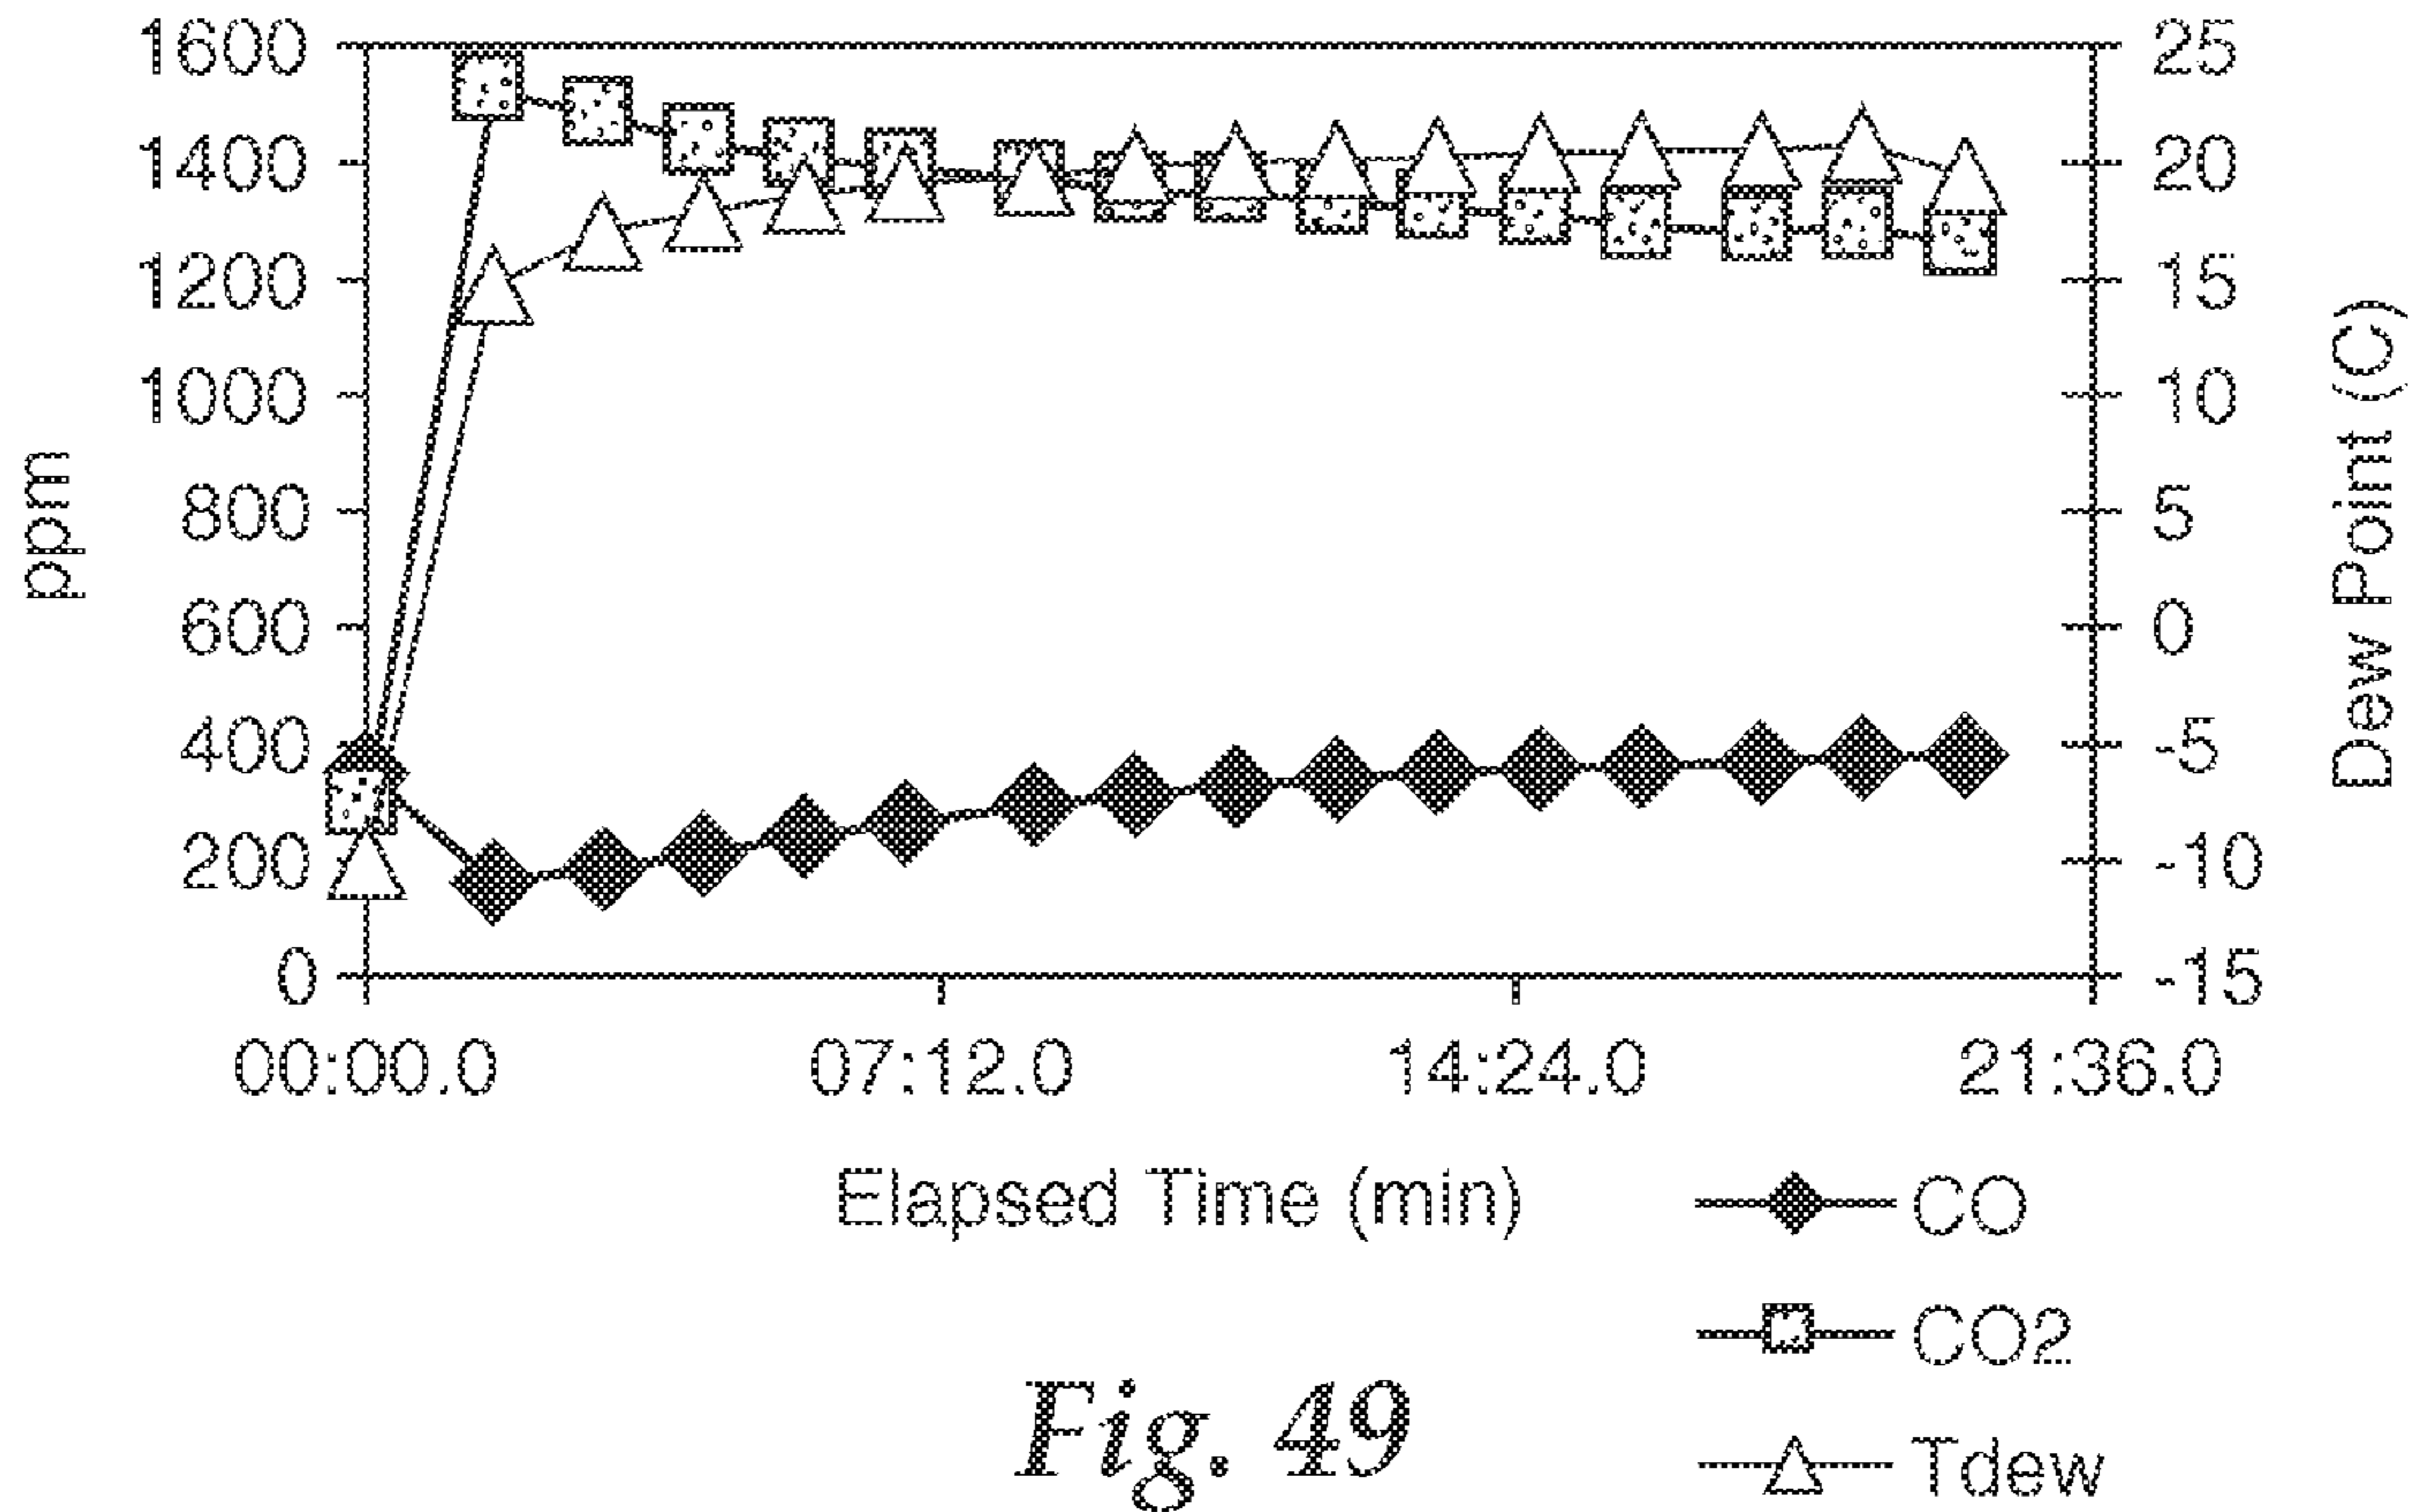 1600
1400
1200
1000
800
600
400
200
0
ppm
25
20
15
10
5
0
-5
-10
-15
Dew Point (C)
00:00.0 07:12.0 14:24.0 21:36.0
Elapsed Time (min)
CO
CO2
Tdew
Fig. 49